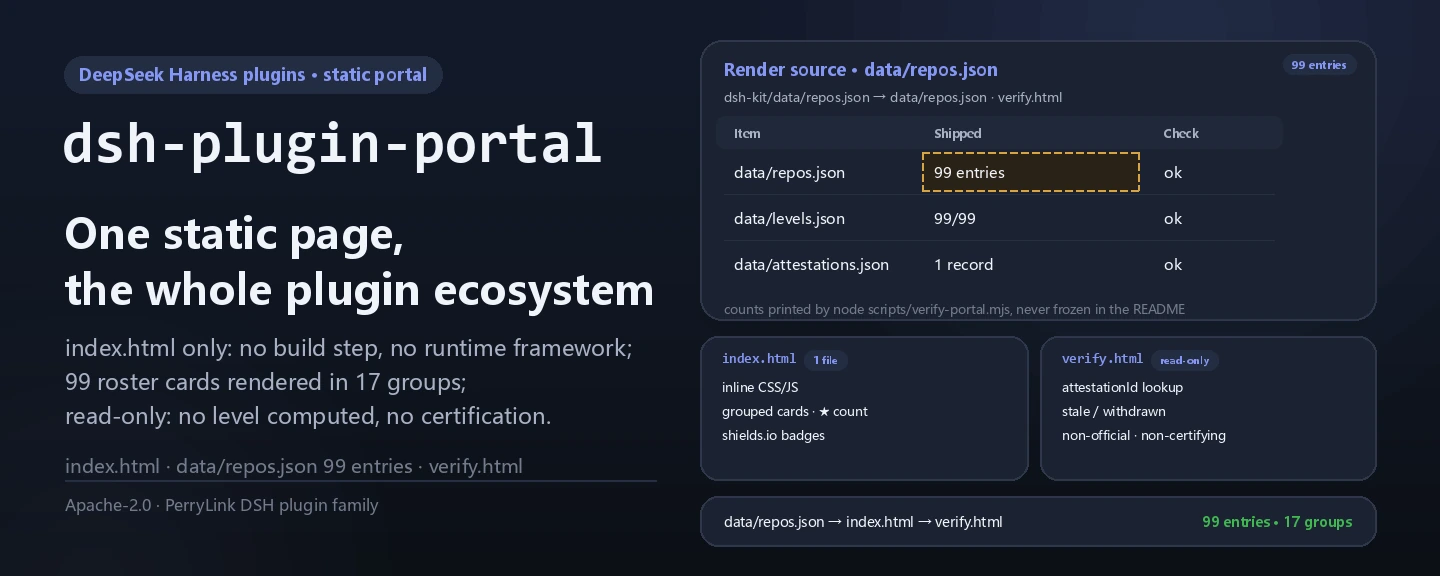 DeepSeek Harness plugins • static portal
dsh-plugin-portal
One static page,
the whole plugin ecosystem
index.html only: no build step, no runtime framework;
99 roster cards rendered in 17 groups;
read-only: no level computed, no certification.
index.html · data/repos.json 99 entries · verify.html
Apache-2.0 · PerryLink DSH plugin family
Render source • data/repos.json
99 entries
dsh-kit/data/repos.json → data/repos.json · verify.html
Item Shipped Check
data/repos.json 99 entries ok
data/levels.json 99/99 ok
data/attestations.json 1 record ok
counts printed by node scripts/verify-portal.mjs, never frozen in the README
index.html 1 file
inline CSS/JS
grouped cards · ★ count
shields.io badges
verify.html read-only
attestationId lookup
stale / withdrawn
non-official · non-certifying
data/repos.json → index.html → verify.html
99 entries • 17 groups